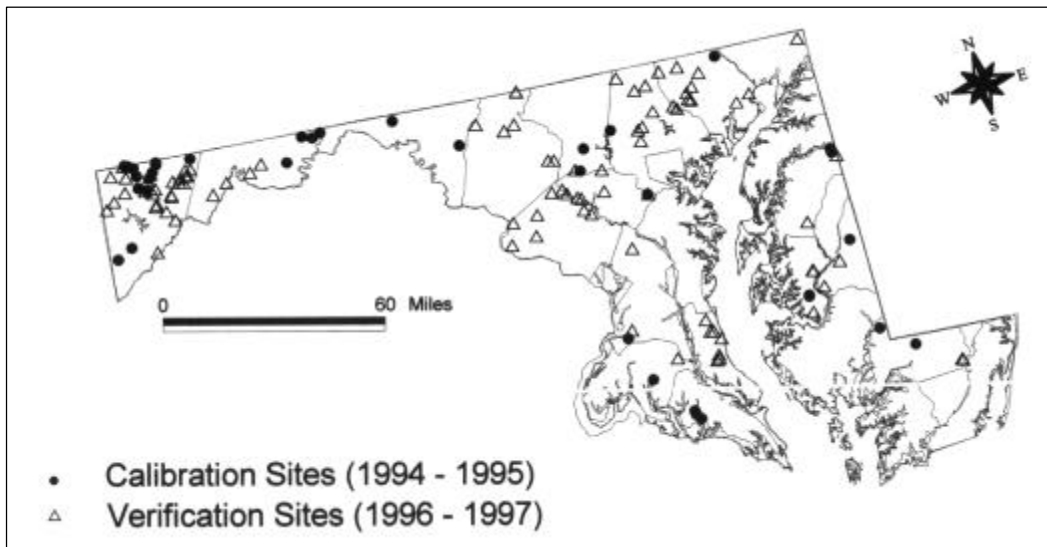 N
E
W
S
0 60 Miles
Calibration Sites (1994 - 1995)
Verification Sites (1996 - 1997)